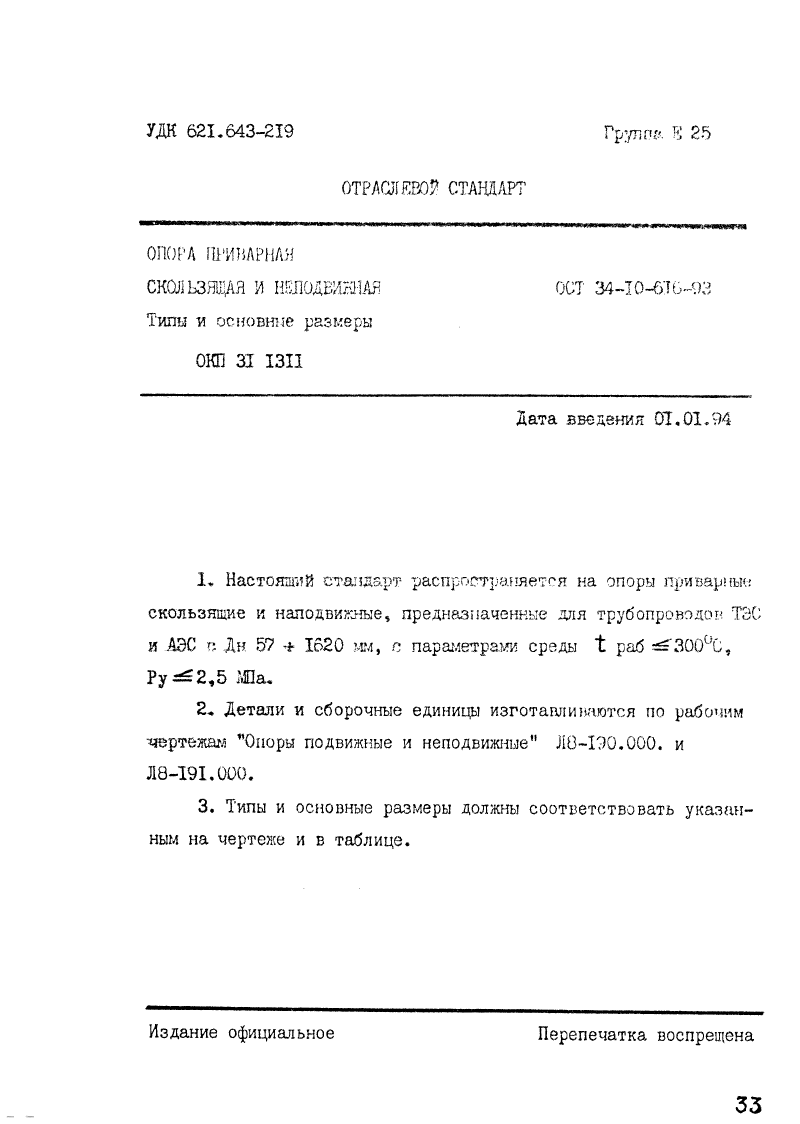 УДК 621.643-219
Группа Е 25
ОТРАСЛЕВОЙ СТАНДАРТ
ОПОРА ПРИВАРНАЯ
СКОЛЬЗЯЩАЯ И НЕПОДВИЖНАЯ
ОСТ 34-10-616-93
Типы и основные размеры
ОКП 31 1311
Дата введения 01.01.94
1. Настоящий стандарт распространяется на опоры приварные
скользящие и наподвижные, предназначенные для трубопроводов ТЭС
и АЭС с Дн 57 ÷ 1620 мм, с параметрами среды t раб ≤ 300°С,
Ру ≤ 2,5 МПа.
2. Детали и сборочные единицы изготавливаются по рабочим
чертежам "Опоры подвижные и неподвижные" Л8-190.000. и
Л8-191.000.
3. Типы и основные размеры должны соответствовать указан-
ным на чертеже и в таблице.
Издание официальное
Перепечатка воспрещена
33